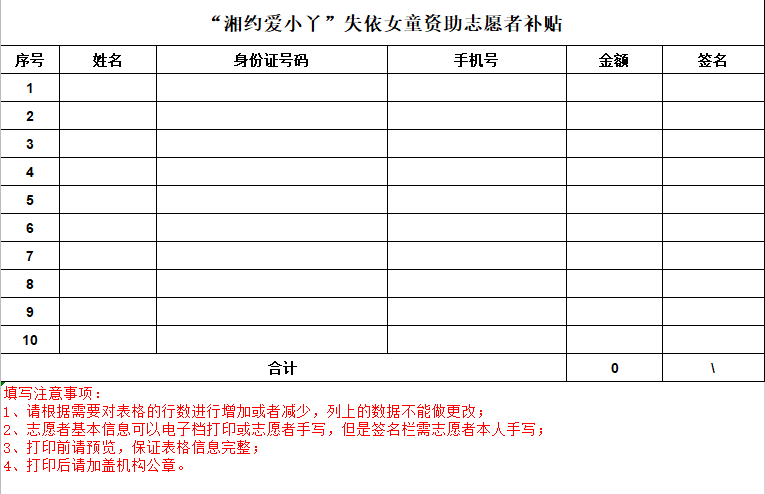 “湘约爱小丫”失依女童资助志愿者补贴
序号 姓名 身份证号码 手机号 金额 签名
1
2
3
4
5
6
7
8
9
10
合计 0 \
填写注意事项：
1、请根据需要对表格的行数进行增加或者减少，列上的数据不能做更改；
2、志愿者基本信息可以电子档打印或志愿者手写，但是签名栏需志愿者本人手写；
3、打印前请预览，保证表格信息完整；
4、打印后请加盖机构公章。